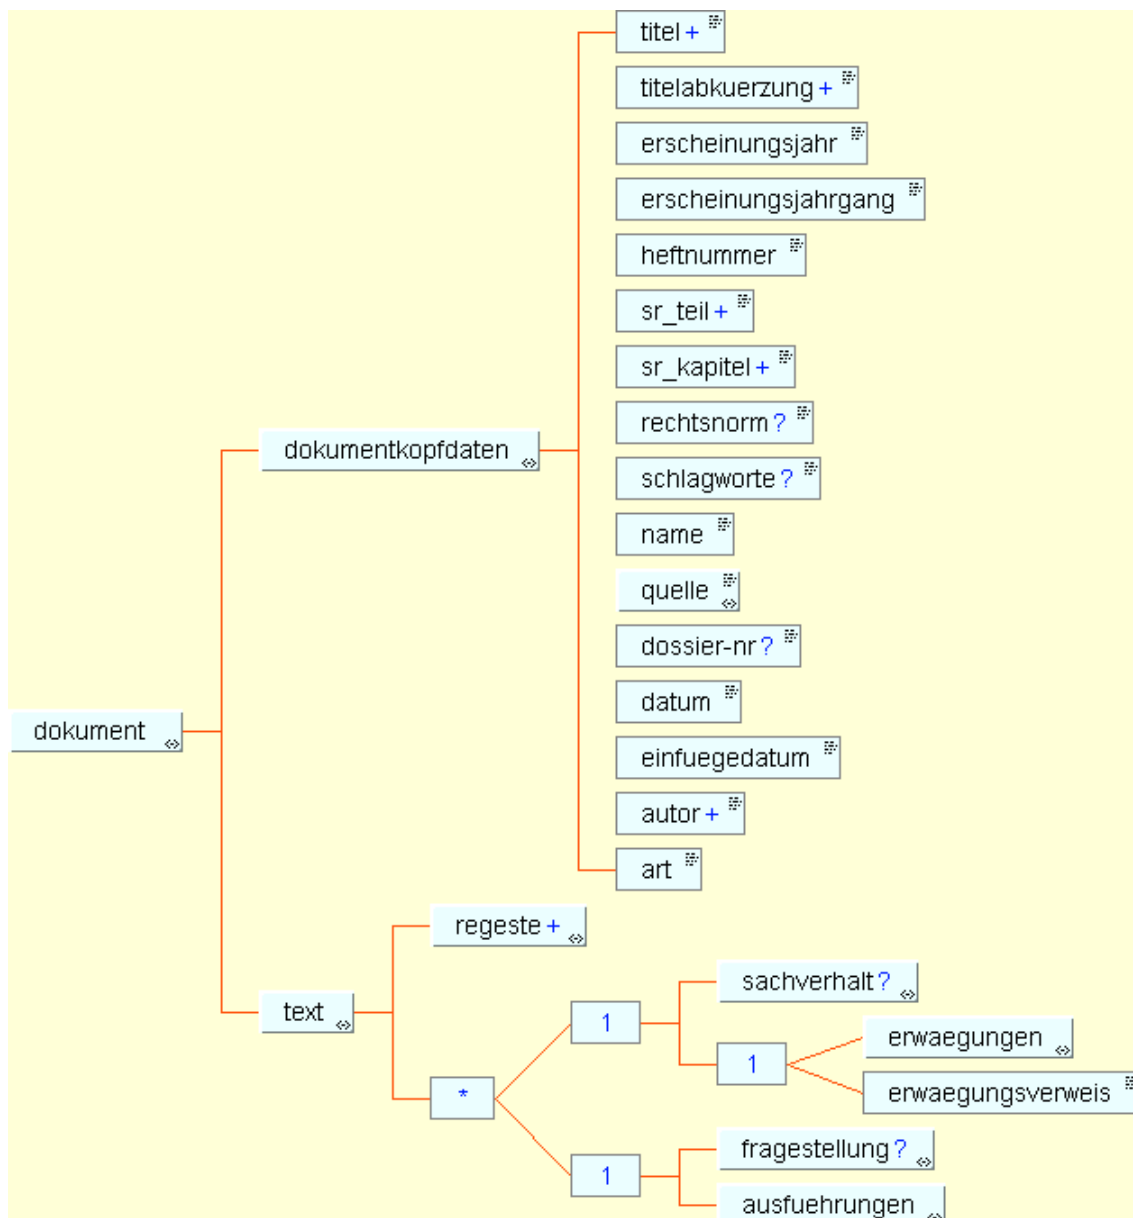 titel+
titelabkuerzung+
erscheinungsjahr
erscheinungsjahrgang
heftnummer
sr_teil+
sr_kapitel+
rechtsnorm?
dokumentkopfdaten
schlagworte?
name
quelle
dossier-nr?
datum
dokument
einfuegedatum
autor+
art
regeste+
sachverhalt?
text
1
erwaegungen
1
*
erwaegungsverweis
fragestellung?
1
ausfuehrungen